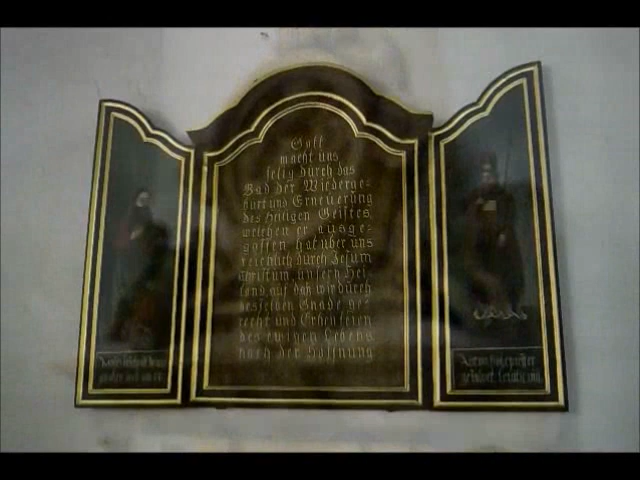 Gott
macht uns
selig durch das
Bad der Wiederge-
burt und Erneuerung
des heiligen Geistes
welchen er ausge-
gossen hat über uns
reichlich durch Jesum
Christum, unsern Hei-
land, auf daß wir durch
desselben Gnade ge-
recht und Erben seien
des ewigen Lebens
nach der Hoffnung